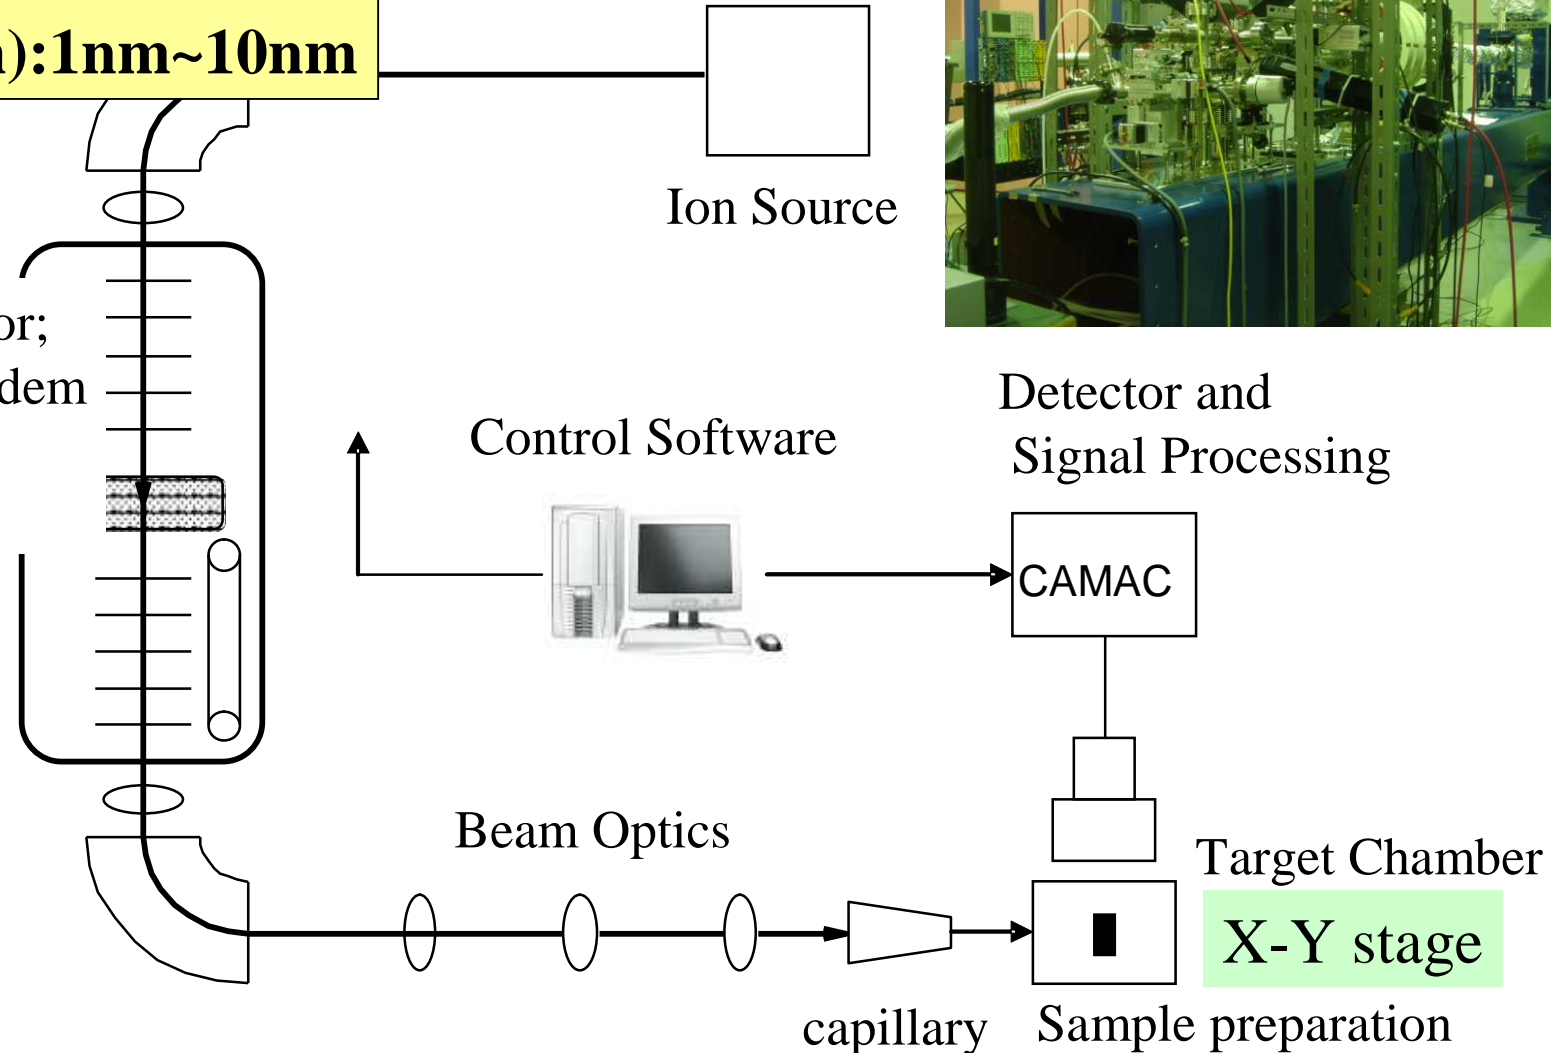 ):1nm~10nm
Ion Source
or;
dem
Control Software
Detector and
Signal Processing
CAMAC
Beam Optics
Target Chamber
X-Y stage
capillary
Sample preparation